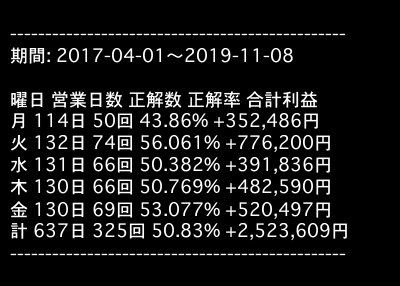 ------------------------------------------------
期間: 2017-04-01〜2019-11-08
曜日 営業日数 正解数 正解率 合計利益
月 114日 50回 43.86% +352,486円
火 132日 74回 56.061% +776,200円
水 131日 66回 50.382% +391,836円
木 130日 66回 50.769% +482,590円
金 130日 69回 53.077% +520,497円
計 637日 325回 50.83% +2,523,609円
------------------------------------------------